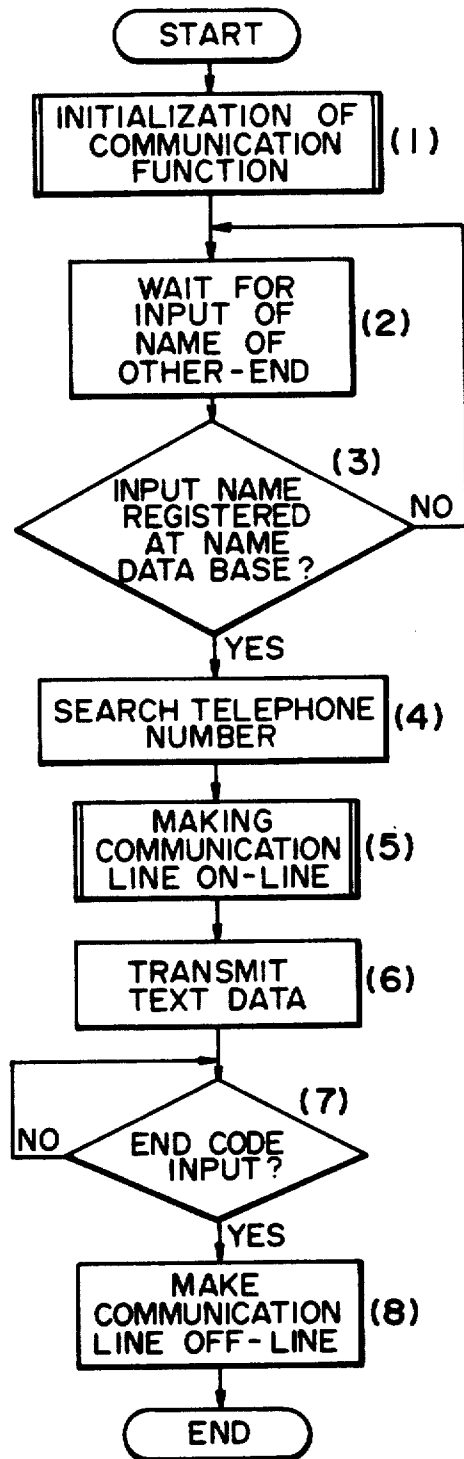 START
INITIALIZATION OF
COMMUNICATION
FUNCTION
(1)
WAIT FOR
INPUT OF
NAME OF
OTHER-END
(2)
(3)
INPUT NAME
REGISTERED
AT NAME
DATA BASE?
NO
YES
SEARCH TELEPHONE
NUMBER
(4)
MAKING
COMMUNICATION
LINE ON-LINE
(5)
TRANSMIT
TEXT DATA
(6)
(7)
NO
END CODE
INPUT?
YES
MAKE
COMMUNICATION
LINE OFF-LINE
(8)
END